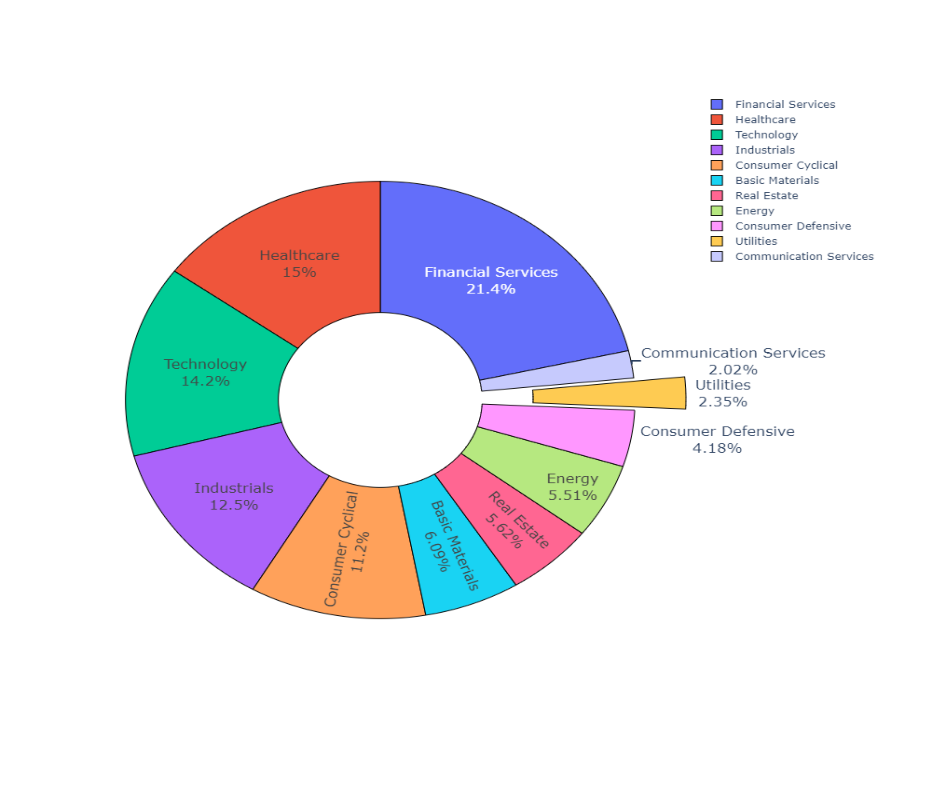 Financial Services
Healthcare
Technology
Industrials
Consumer Cyclical
Basic Materials
Real Estate
Energy
Consumer Defensive
Utilities
Communication Services
Healthcare
15%
Financial Services
21.4%
Communication Services
2.02%
Utilities
2.35%
Technology
14.2%
Consumer Defensive
4.18%
Energy
5.51%
Industrials
12.5%
Real Estate
5.62%
Basic Materials
6.09%
Consumer Cyclical
11.2%